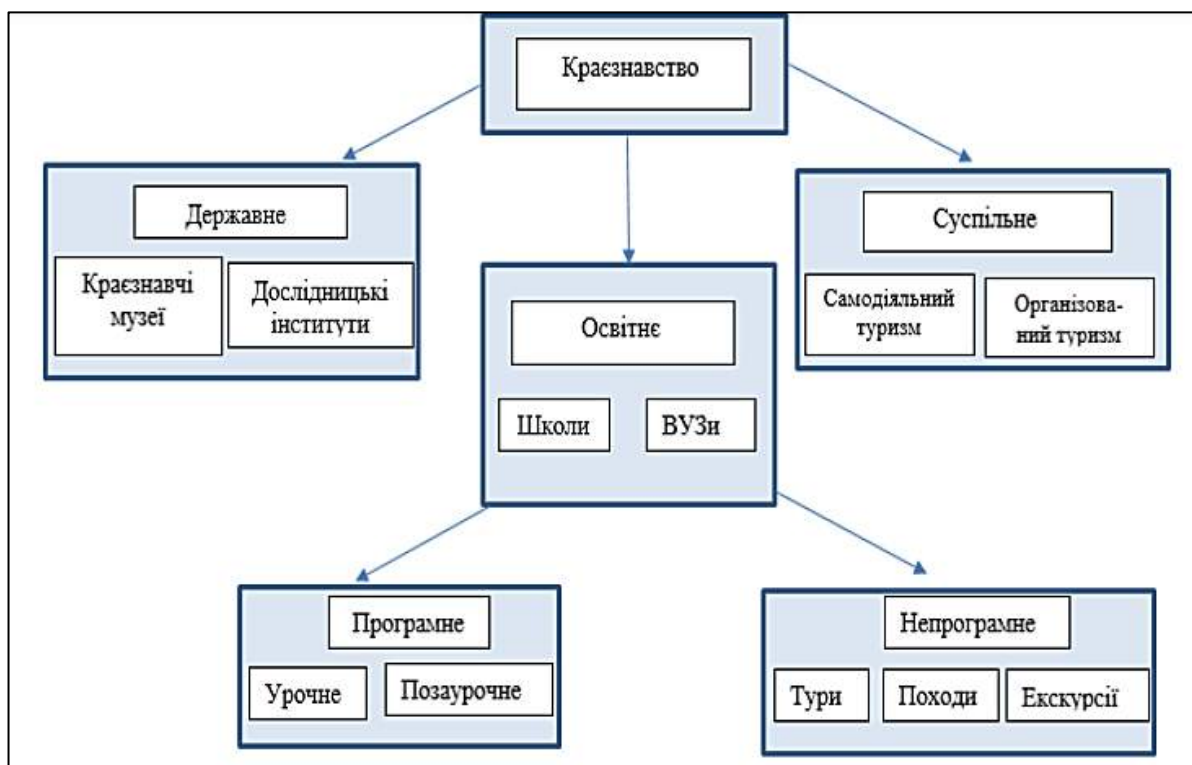 Краєзнавство
Державне
Краєзнавчі
музеї
Дослідницькі
інститути
Суспільне
Самодіяльний
туризм
Організова-
ний туризм
Освітнє
Школи
ВУЗи
Програмне
Урочне
Позаурочне
Непрограмне
Тури
Походи
Екскурсії